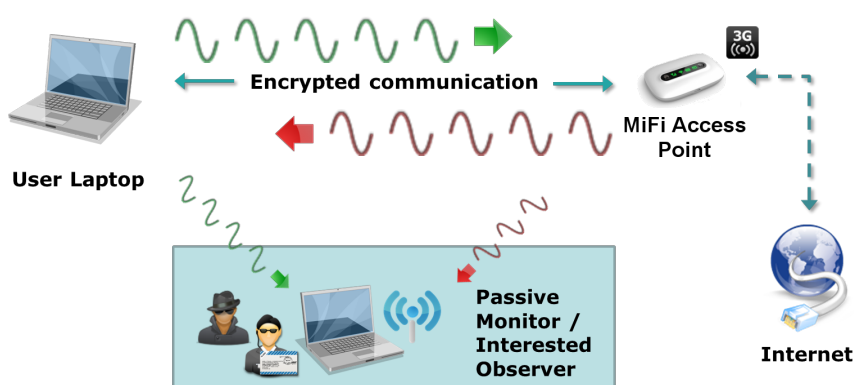 3G
Encrypted communication
MiFi Access
Point
User Laptop
Passive
Monitor /
Interested
Observer
Internet